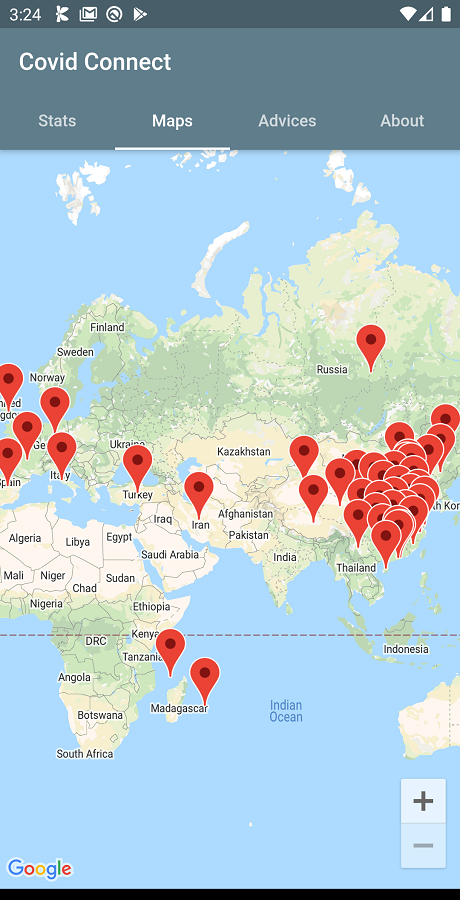 3:24
Covid Connect
Stats
Maps
Advices
About
Finland
Sweden
Norway
Russia
Ukraine
Kazakhstan
Italy
Turkey
Iran
Afghanistan
Iraq
Pakistan
Algeria
Libya
Egypt
Saudi Arabia
India
Mali
Niger
Chad
Sudan
Thailand
Nigeria
Ethiopia
DRC
Kenya
Tanzania
Indonesia
Angola
Botswana
Madagascar
Indian
Ocean
South Africa
+
−
Google